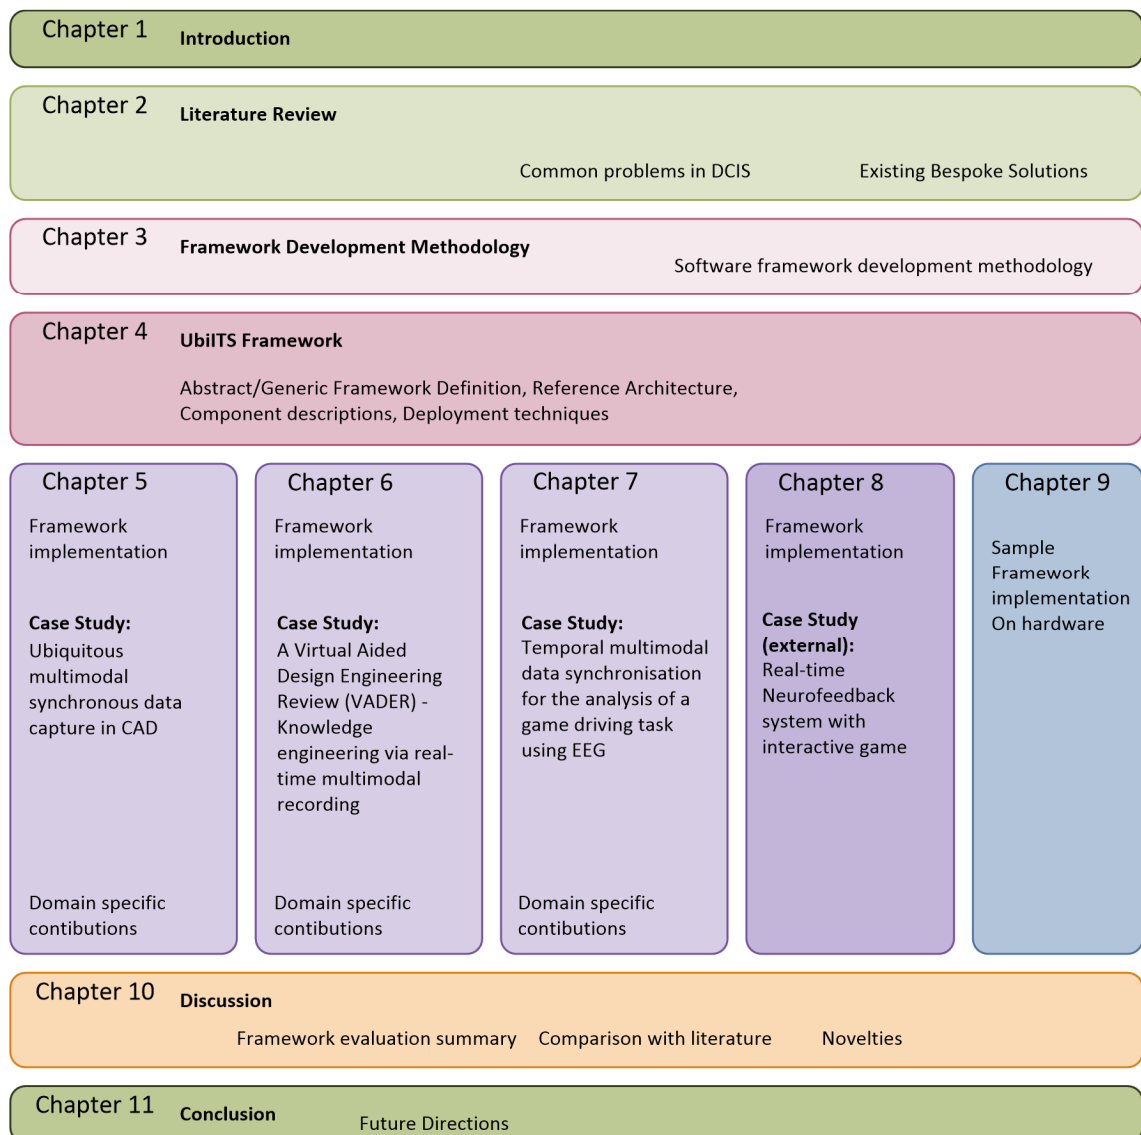 Chapter 1
Introduction
Chapter 2
Literature Review
Common problems in DCIS
Existing Bespoke Solutions
Chapter 3
Framework Development Methodology
Software framework development methodology
Chapter 4
UbiITS Framework
Abstract/Generic Framework Definition, Reference Architecture,
Component descriptions, Deployment techniques
Chapter 5
Framework
implementation
Case Study:
Ubiquitous
multimodal
synchronous data
capture in CAD
Domain specific
contibutions
Chapter 6
Framework
implementation
Case Study:
A Virtual Aided
Design Engineering
Review (VADER) -
Knowledge
engineering via real-
time multimodal
recording
Domain specific
contibutions
Chapter 7
Framework
implementation
Case Study:
Temporal multimodal
data synchronisation
for the analysis of a
game driving task
using EEG
Domain specific
contibutions
Chapter 8
Framework
implementation
Case Study
(external):
Real-time
Neurofeedback
system with
interactive game
Chapter 9
Sample
Framework
implementation
On hardware
Chapter 10
Discussion
Framework evaluation summary
Comparison with literature
Novelties
Chapter 11
Conclusion
Future Directions